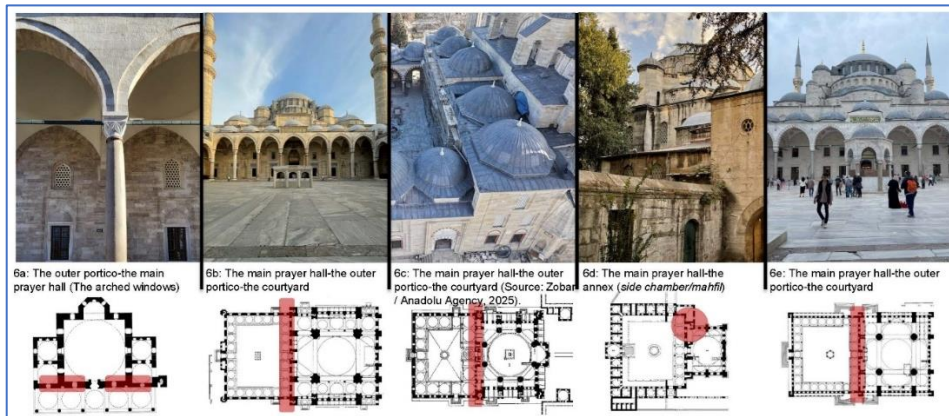 6a: The outer portico-the main
prayer hall (The arched windows)
6b: The main prayer hall-the outer
portico-the courtyard
6c: The main prayer hall-the outer
portico-the courtyard (Source: Zobar
/ Anadolu Agency, 2025).
6d: The main prayer hall-the
annex (side chamber/mahfil)
6e: The main prayer hall-the outer
portico-the courtyard